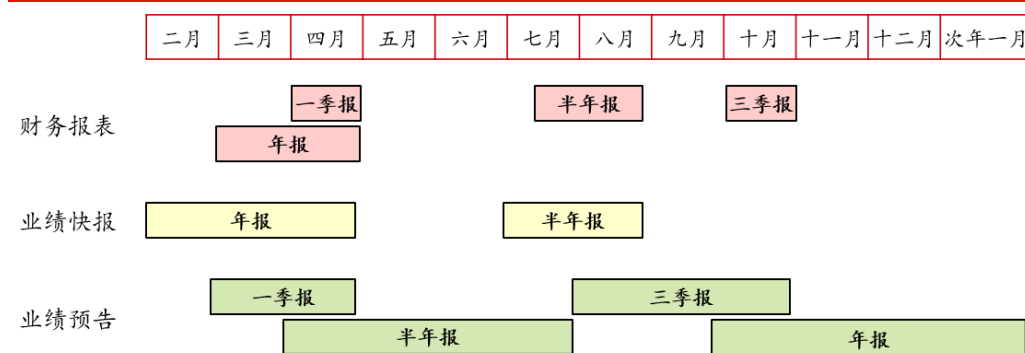 二月 三月 四月 五月 六月 七月 八月 九月 十月 十一月 十二月 次年一月
财务报表 一季报 半年报 三季报
年报
业绩快报 年报 半年报
业绩预告 一季报 三季报
半年报 年报